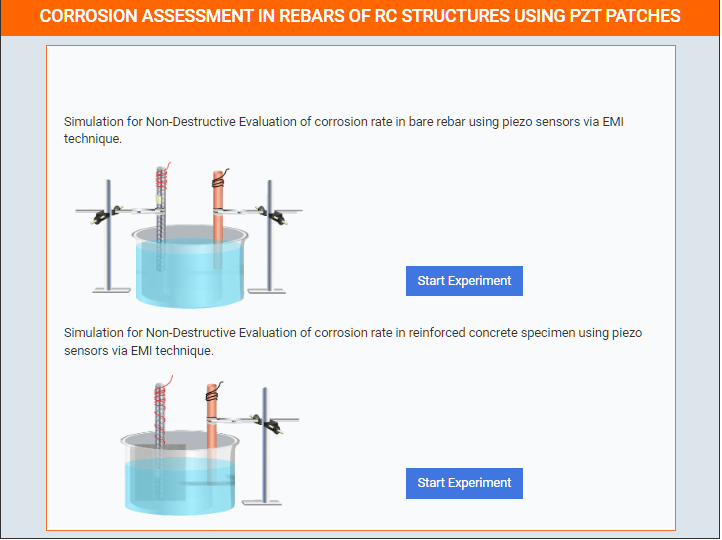 CORROSION ASSESSMENT IN REBARS OF RC STRUCTURES USING PZT PATCHES
Simulation for Non-Destructive Evaluation of corrosion rate in bare rebar using piezo sensors via EMI
technique.
Start Experiment
Simulation for Non-Destructive Evaluation of corrosion rate in reinforced concrete specimen using piezo
sensors via EMI technique.
Start Experiment